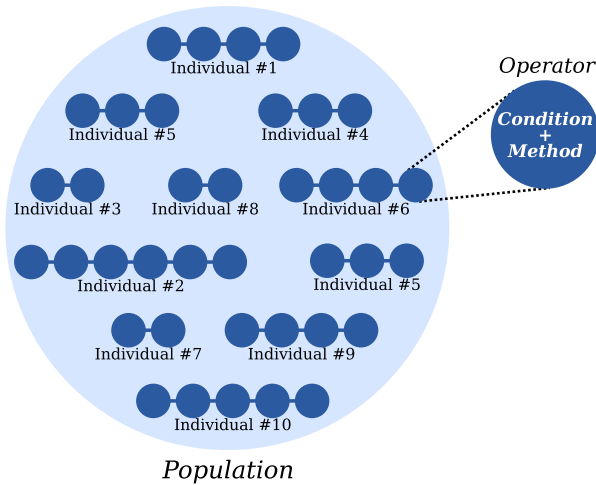 Individual #1
Operator
Individual #5
Individual #4
Condition
+
Method
Individual #3
Individual #8
Individual #6
Individual #2
Individual #5
Individual #7
Individual #9
Individual #10
Population